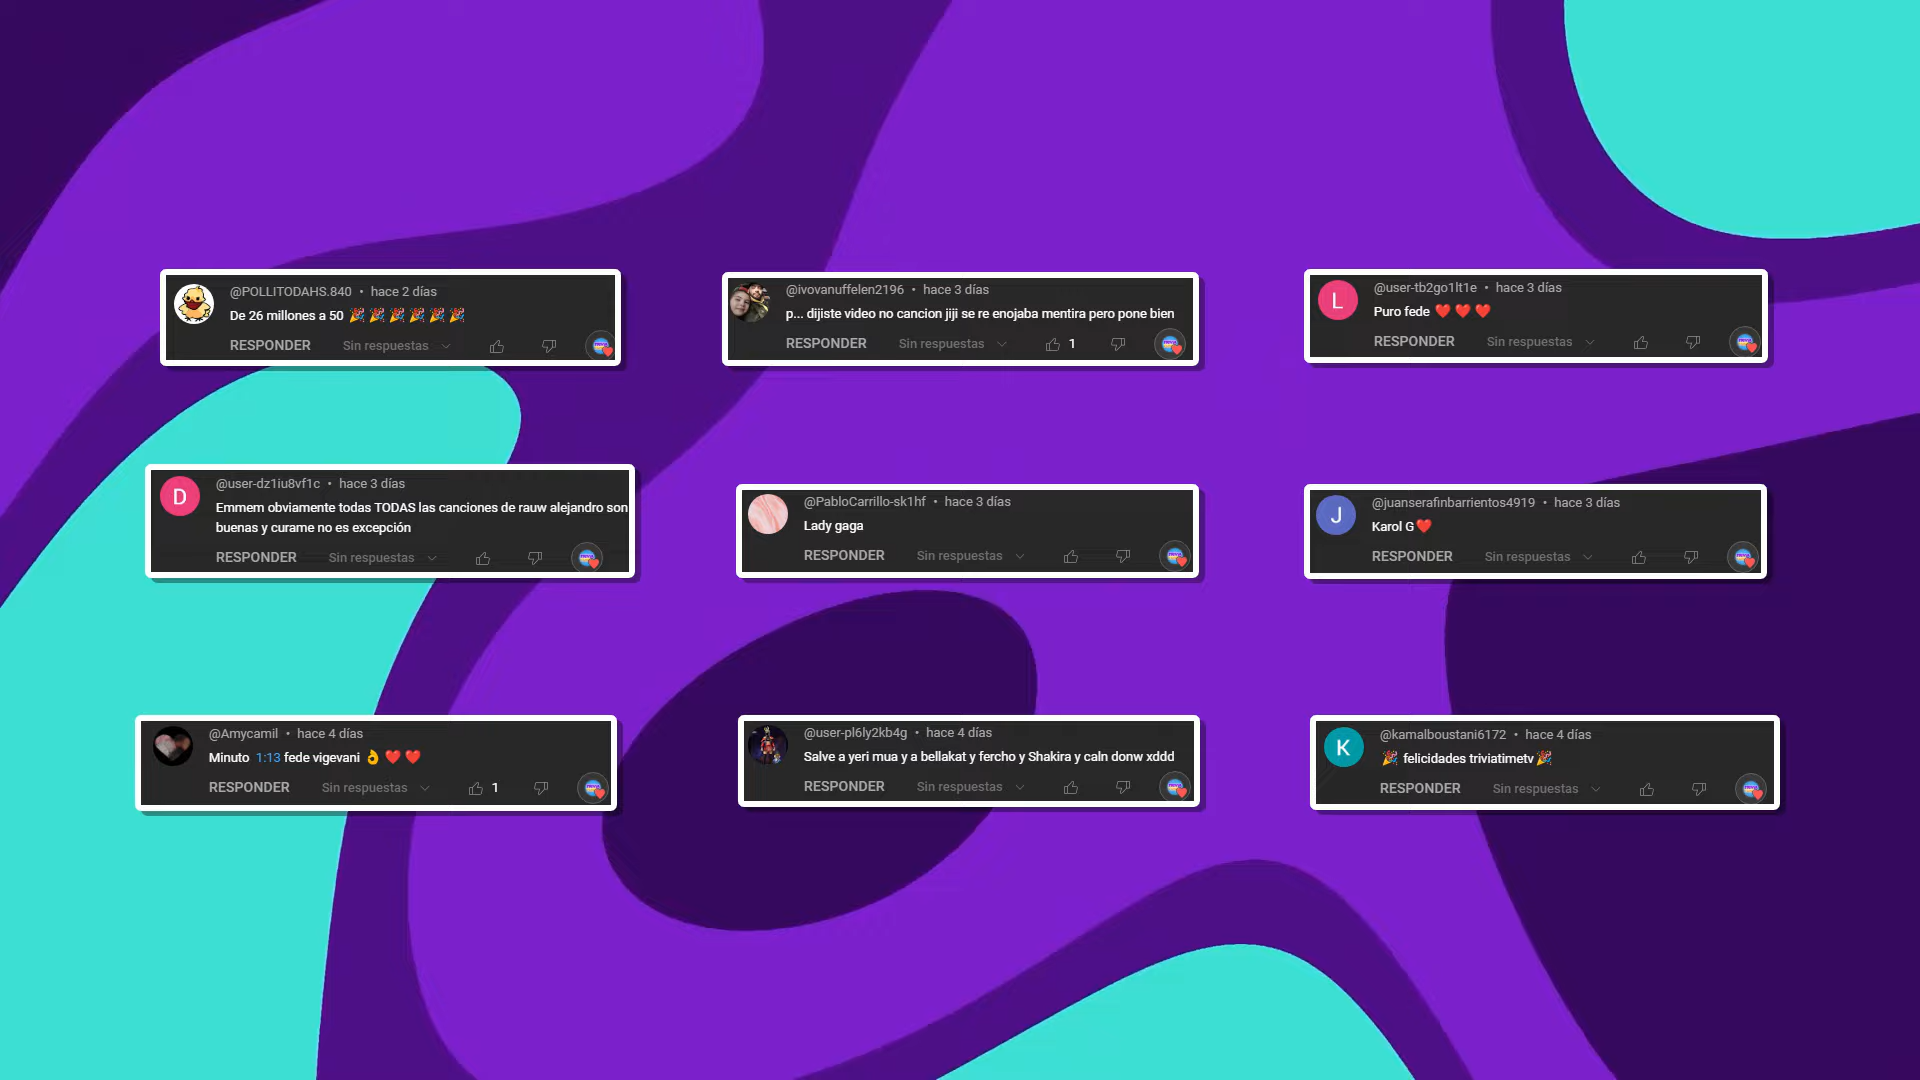 @POLLITODAHS.840 • hace 2 días
De 26 millones a 50 🎉🎉🎉🎉🎉🎉
RESPONDER Sin respuestas
@ivovanuffelen2196 • hace 3 días
p... dijiste video no cancion jiji se re enojaba mentira pero pone bien
RESPONDER Sin respuestas 1
@user-tb2go1lt1e • hace 3 días
Puro fede ❤️❤️❤️
RESPONDER Sin respuestas
D
@user-dz1iu8vf1c • hace 3 días
Emmem obviamente todas TODAS las canciones de rauw alejandro son
buenas y curame no es excepción
RESPONDER Sin respuestas
@PabloCarrillo-sk1hf • hace 3 días
Lady gaga
RESPONDER Sin respuestas
J
@juanserafinbarrientos4919 • hace 3 días
Karol G❤️
RESPONDER Sin respuestas
@Amycamil • hace 4 días
Minuto 1:13 fede vigevani 👌❤️❤️
RESPONDER Sin respuestas 1
@user-pl6ly2kb4g • hace 4 días
Salve a yeri mua y a bellakat y fercho y Shakira y caln donw xddd
RESPONDER Sin respuestas
K
@kamalboustani6172 • hace 4 días
🎉 felicidades triviatimetv🎉
RESPONDER Sin respuestas
L